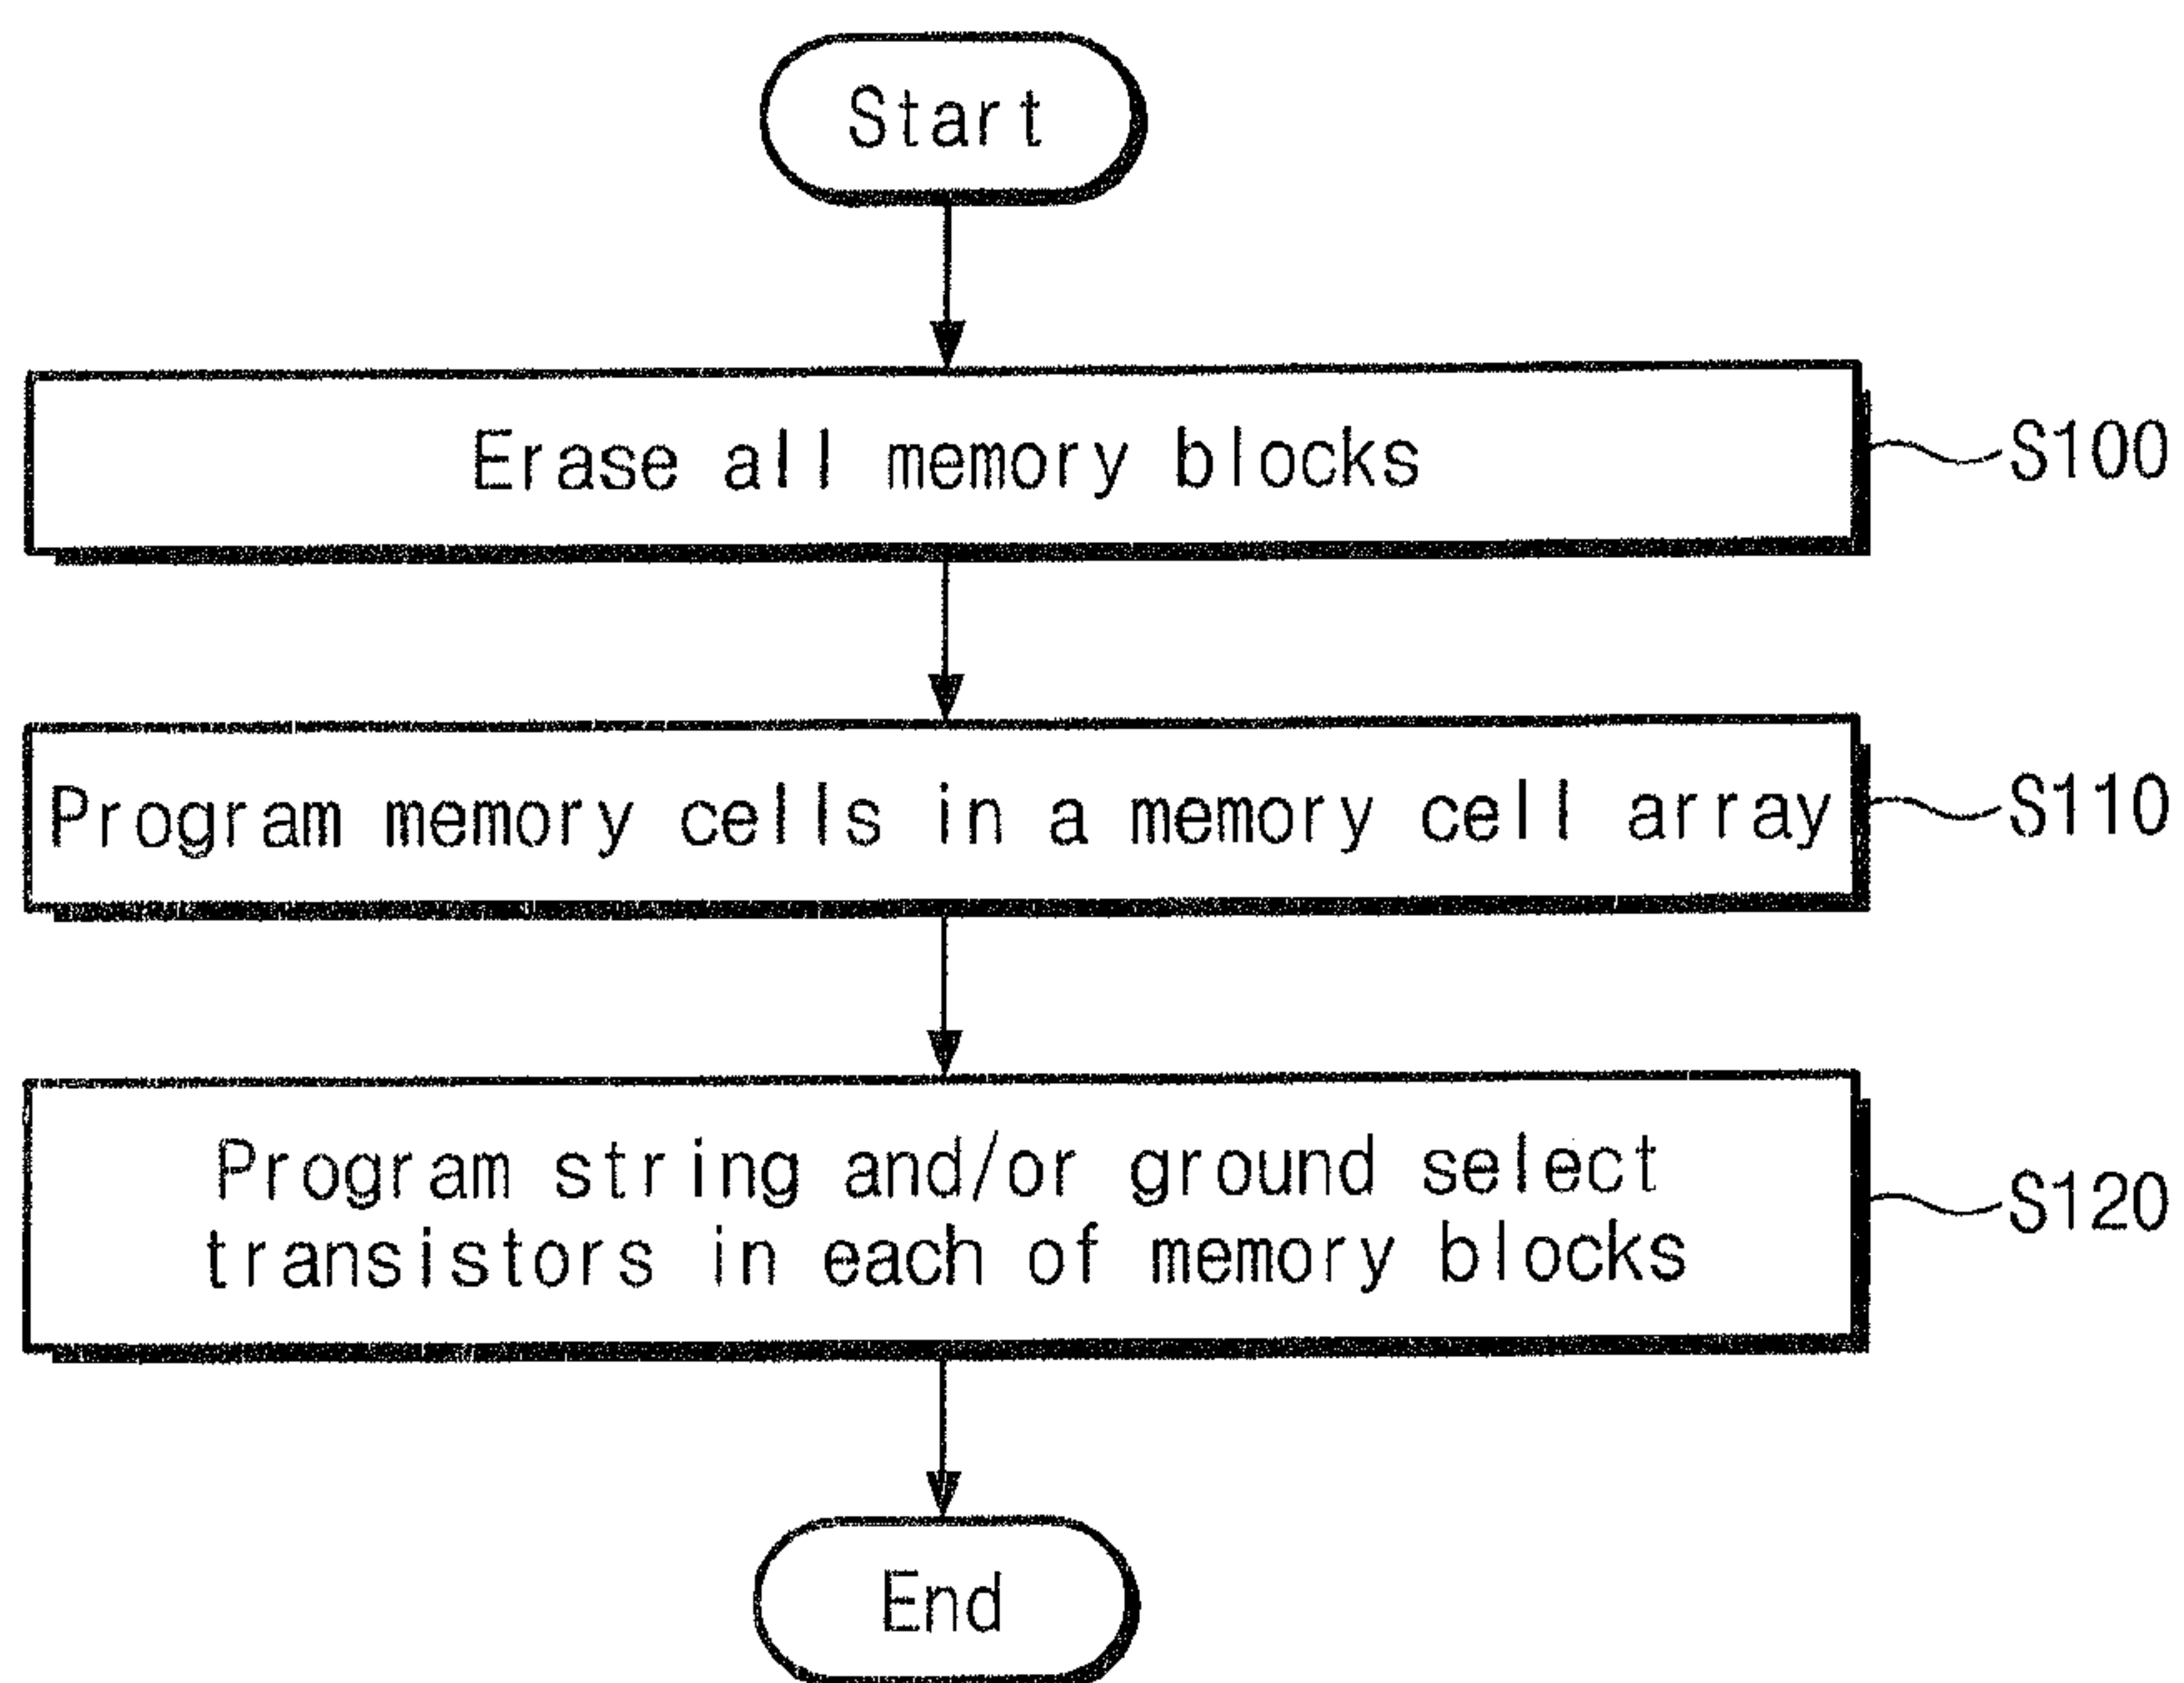 Start
Erase all memory blocks
S100
Program memory cells in a memory cell array
S110
Program string and/or ground select
transistors in each of memory blocks
S120
End